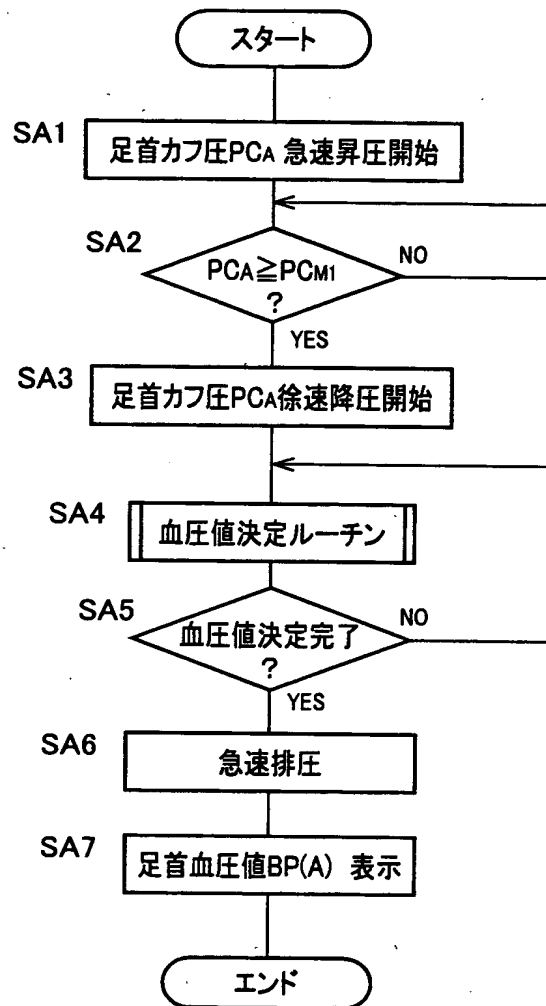 スタート
SA1
足首カフ圧PCA 急速昇圧開始
SA2
PCA≧PCM1
?
NO
YES
SA3
足首カフ圧PCA徐速降圧開始
SA4
血圧値決定ルーチン
SA5
血圧値決定完了
?
NO
YES
SA6
急速排圧
SA7
足首血圧値BP(A) 表示
エンド